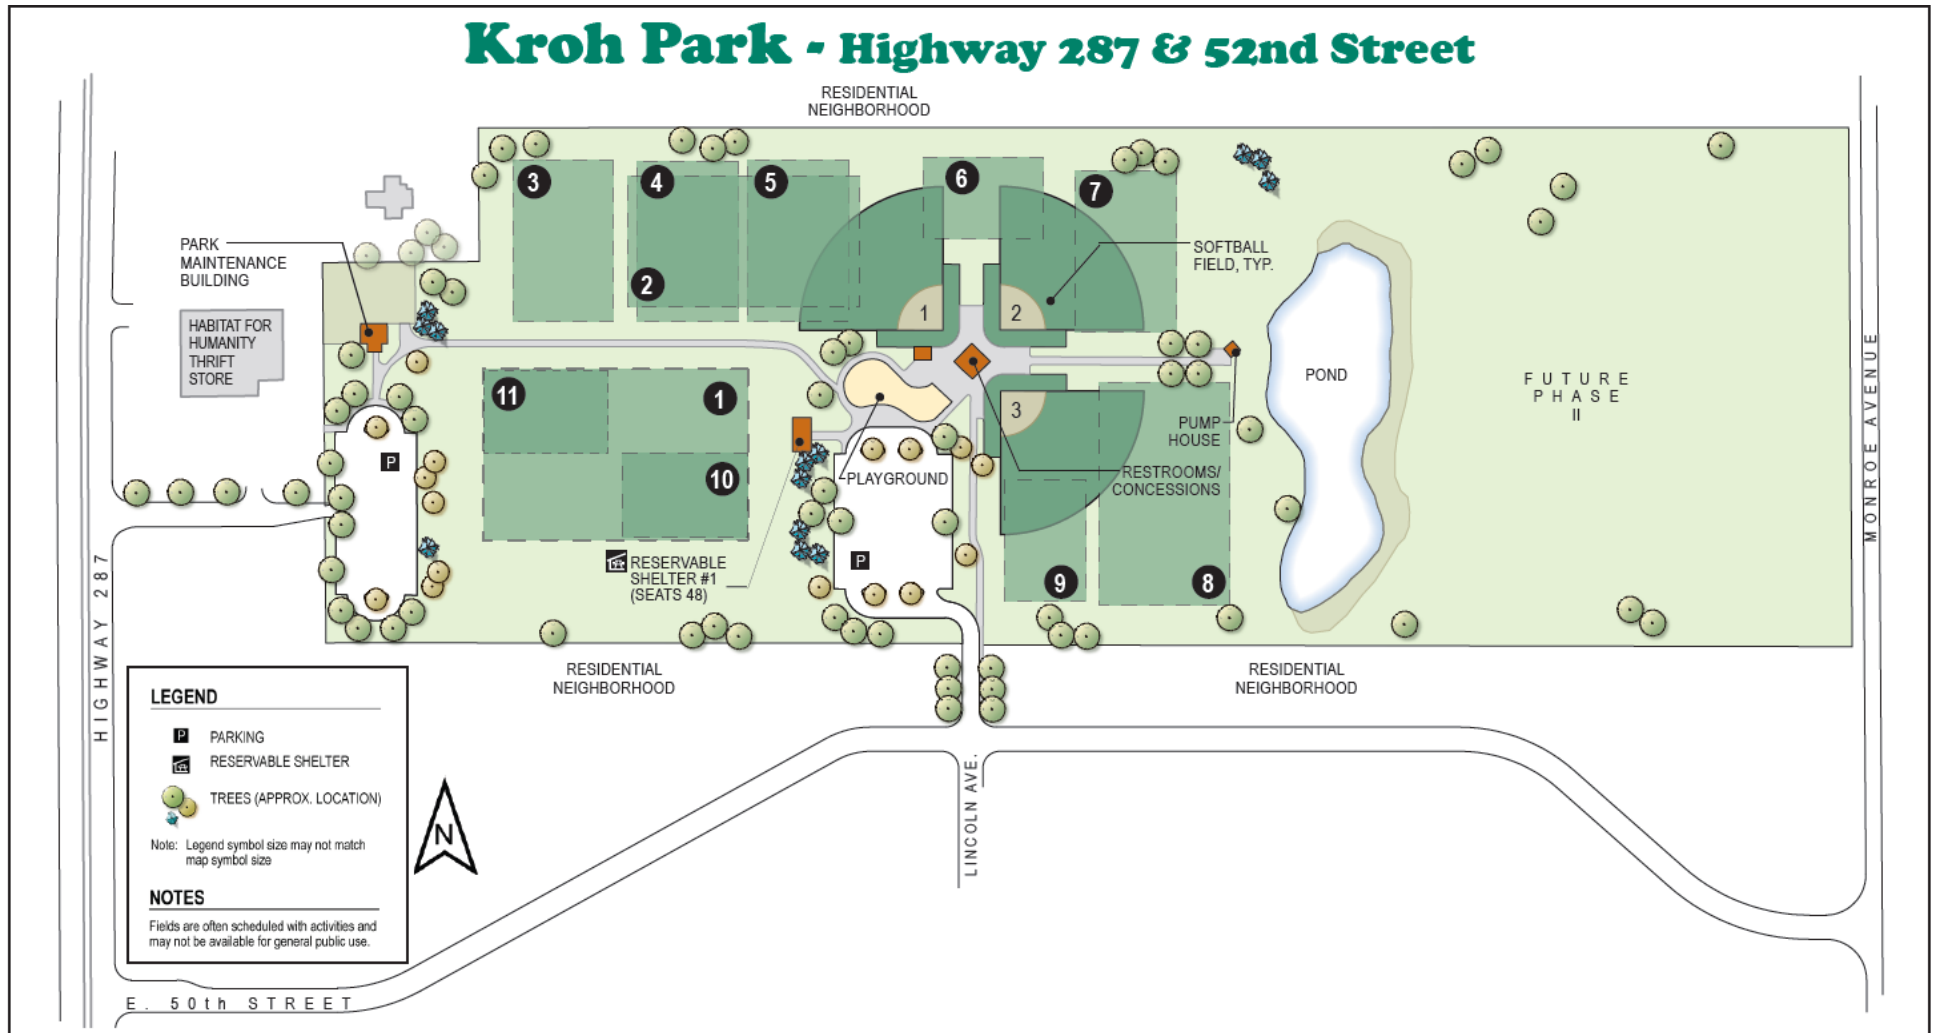 Kroh Park - Highway 287 & 52nd Street
RESIDENTIAL
NEIGHBORHOOD
3
4
5
6
7
2
PARK
MAINTENANCE
BUILDING
SOFTBALL
FIELD, TYP.
1
2
HABITAT FOR
HUMANITY
THRIFT
STORE
POND
FUTURE
PHASE
II
MONROE AVENUE
11
1
3
PUMP
HOUSE
P
10
PLAYGROUND
RESTROOMS/
CONCESSIONS
RESERVABLE
SHELTER #1
(SEATS 48)
P
9
8
HIGHWAY 287
RESIDENTIAL
NEIGHBORHOOD
RESIDENTIAL
NEIGHBORHOOD
LEGEND
P PARKING
RESERVABLE SHELTER
TREES (APPROX. LOCATION)
Note: Legend symbol size may not match
map symbol size
NOTES
Fields are often scheduled with activities and
may not be available for general public use.
N
LINCOLN AVE.
E. 50th STREET